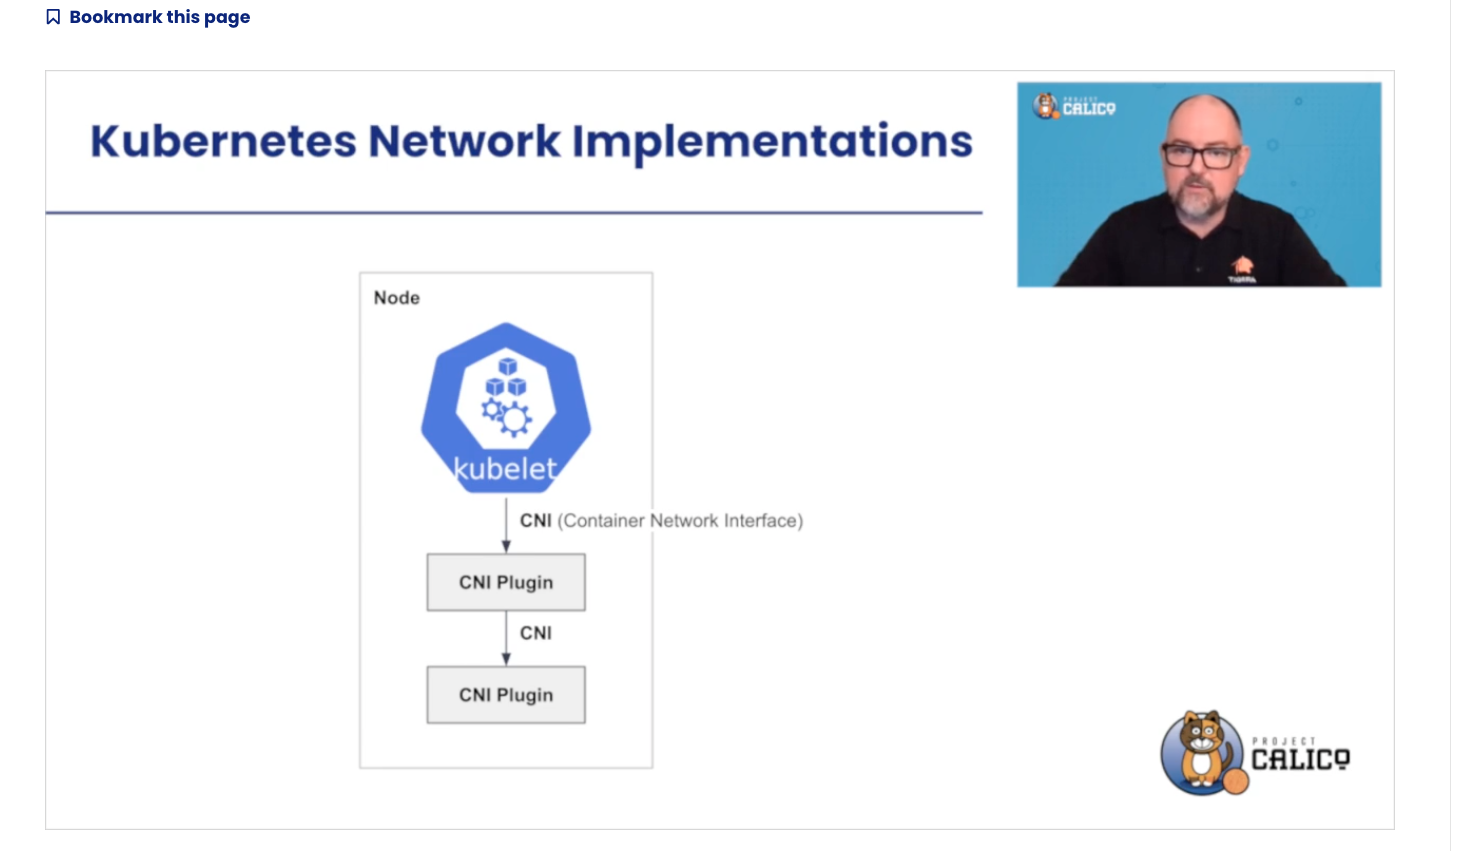 Bookmark this page
Kubernetes Network Implementations
PROJECT
CALICO
TIGERA
Node
kubelet
CNI (Container Network Interface)
CNI Plugin
CNI
CNI Plugin
PROJECT
CALICO